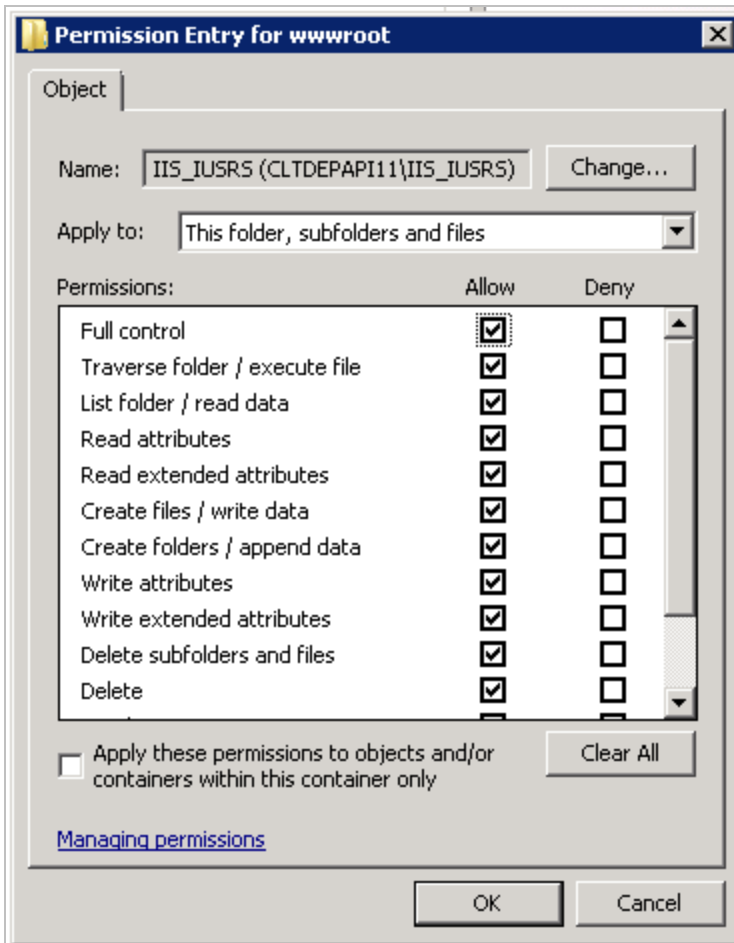 Permission Entry for wwwroot
Object
Name: IIS_IUSRS (CLTDEPAPI11\IIS_IUSRS) Change...
Apply to: This folder, subfolders and files
Permissions: Allow Deny
Full control
Traverse folder / execute file
List folder / read data
Read attributes
Read extended attributes
Create files / write data
Create folders / append data
Write attributes
Write extended attributes
Delete subfolders and files
Delete
Apply these permissions to objects and/or Clear All
containers within this container only
Managing permissions
OK Cancel